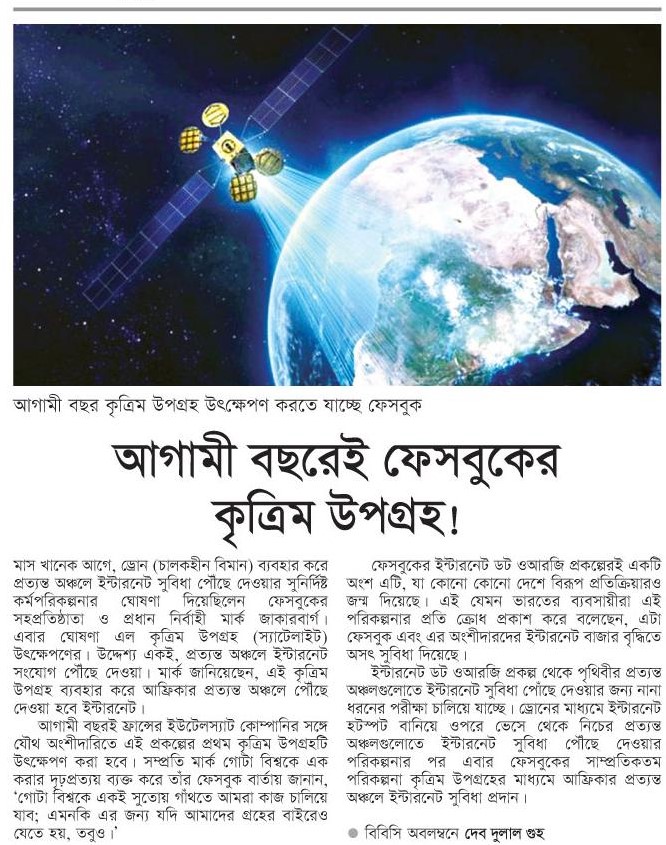 আগামী বছর কৃত্রিম উপগ্রহ উৎক্ষেপণ করতে যাচ্ছে ফেসবুক
আগামী বছরেই ফেসবুকের
কৃত্রিম উপগ্রহ!
মাস খানেক আগে, ড্রোন (চালকহীন বিমান) ব্যবহার করে
প্রত্যন্ত অঞ্চলে ইন্টারনেট সুবিধা পৌঁছে দেওয়ার সুনির্দিষ্ট
কর্মপরিকল্পনার ঘোষণা দিয়েছিলেন ফেসবুকের
সহপ্রতিষ্ঠাতা ও প্রধান নির্বাহী মার্ক জাকারবার্গ।
এবার ঘোষণা এল কৃত্রিম উপগ্রহ (স্যাটেলাইট)
উৎক্ষেপণের। উদ্দেশ্য একই, প্রত্যন্ত অঞ্চলে ইন্টারনেট
সংযোগ পৌঁছে দেওয়া। মার্ক জানিয়েছেন, এই কৃত্রিম
উপগ্রহ ব্যবহার করে আফ্রিকার প্রত্যন্ত অঞ্চলে পৌঁছে
দেওয়া হবে ইন্টারনেট।
আগামী বছরই ফ্রান্সের ইউটেলস্যাট কোম্পানির সঙ্গে
যৌথ অংশীদারিতে এই প্রকল্পের প্রথম কৃত্রিম উপগ্রহটি
উৎক্ষেপণ করা হবে। সম্প্রতি মার্ক গোটা বিশ্বকে এক
করার দৃঢ়প্রত্যয় ব্যক্ত করে তাঁর ফেসবুক বার্তায় জানান,
‘গোটা বিশ্বকে একই সুতোয় গাঁথতে আমরা কাজ চালিয়ে
যাব; এমনকি এর জন্য যদি আমাদের গ্রহের বাইরেও
যেতে হয়, তবুও।’
ফেসবুকের ইন্টারনেট ডট ওআরজি প্রকল্পেরই একটি
অংশ এটি, যা কোনো কোনো দেশে বিরূপ প্রতিক্রিয়ারও
জন্ম দিয়েছে। এই যেমন ভারতের ব্যবসায়ীরা এই
পরিকল্পনার প্রতি ক্রোধ প্রকাশ করে বলেছেন, এটা
ফেসবুক এবং এর অংশীদারদের ইন্টারনেট বাজার বৃদ্ধিতে
অসৎ সুবিধা দিয়েছে।
ইন্টারনেট ডট ওআরজি প্রকল্প থেকে পৃথিবীর প্রত্যন্ত
অঞ্চলগুলোতে ইন্টারনেট সুবিধা পোঁছে দেওয়ার জন্য নানা
ধরনের পরীক্ষা চালিয়ে যাচ্ছে। ড্রোনের মাধ্যমে ইন্টারনেট
হটস্পট বানিয়ে ওপরে ভেসে থেকে নিচের প্রত্যন্ত
অঞ্চলগুলোতে ইন্টারনেট সুবিধা পৌঁছে দেওয়ার
পরিকল্পনার পর এবার ফেসবুকের সাম্প্রতিকতম
পরিকল্পনা কৃত্রিম উপগ্রহের মাধ্যমে আফ্রিকার প্রত্যন্ত
অঞ্চলে ইন্টারনেট সুবিধা প্রদান।
● বিবিসি অবলম্বনে দেব দুলাল গুহ